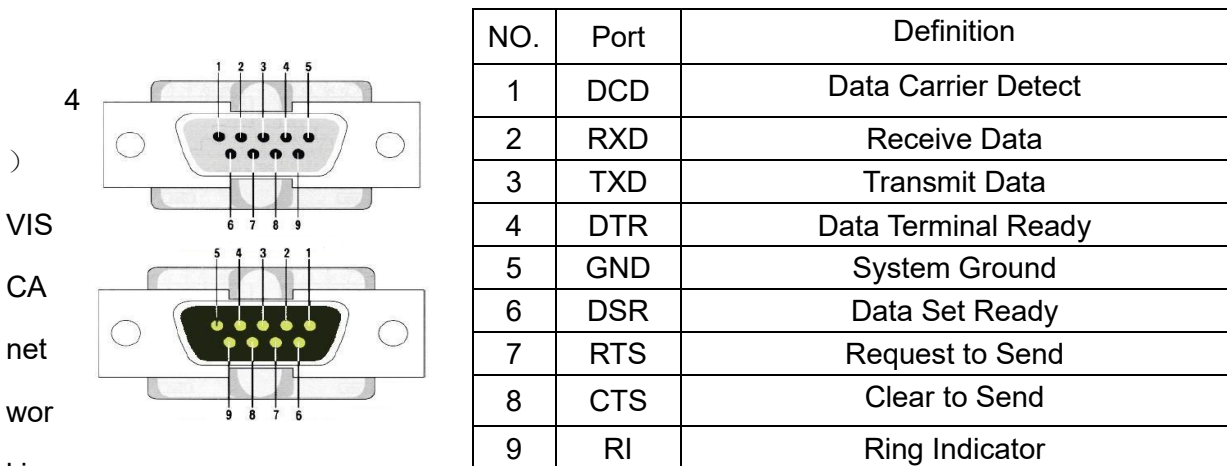 4
）
VIS
CA
net
wor
1 2 3 4 5
6 7 8 9
5 4 3 2 1
9 8 7 6
NO. Port Definition
1 DCD Data Carrier Detect
2 RXD Receive Data
3 TXD Transmit Data
4 DTR Data Terminal Ready
5 GND System Ground
6 DSR Data Set Ready
7 RTS Request to Send
8 CTS Clear to Send
9 RI Ring Indicator